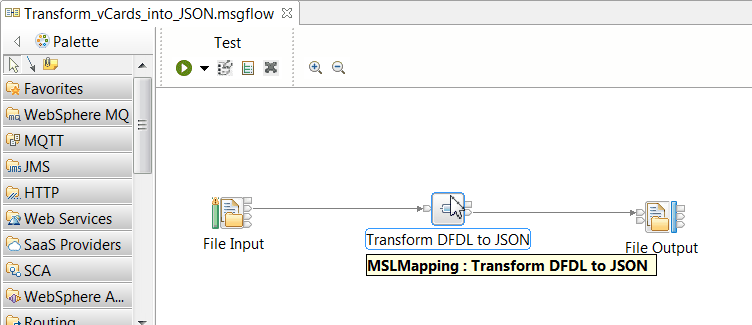 Transform_vCards_into_JSON.msgflow
Palette
Test
Favorites
WebSphere MQ
MQTT
JMS
HTTP
Web Services
SaaS Providers
SCA
WebSphere A...
Routing
File Input
Transform DFDL to JSON
File Output
MSLMapping : Transform DFDL to JSON